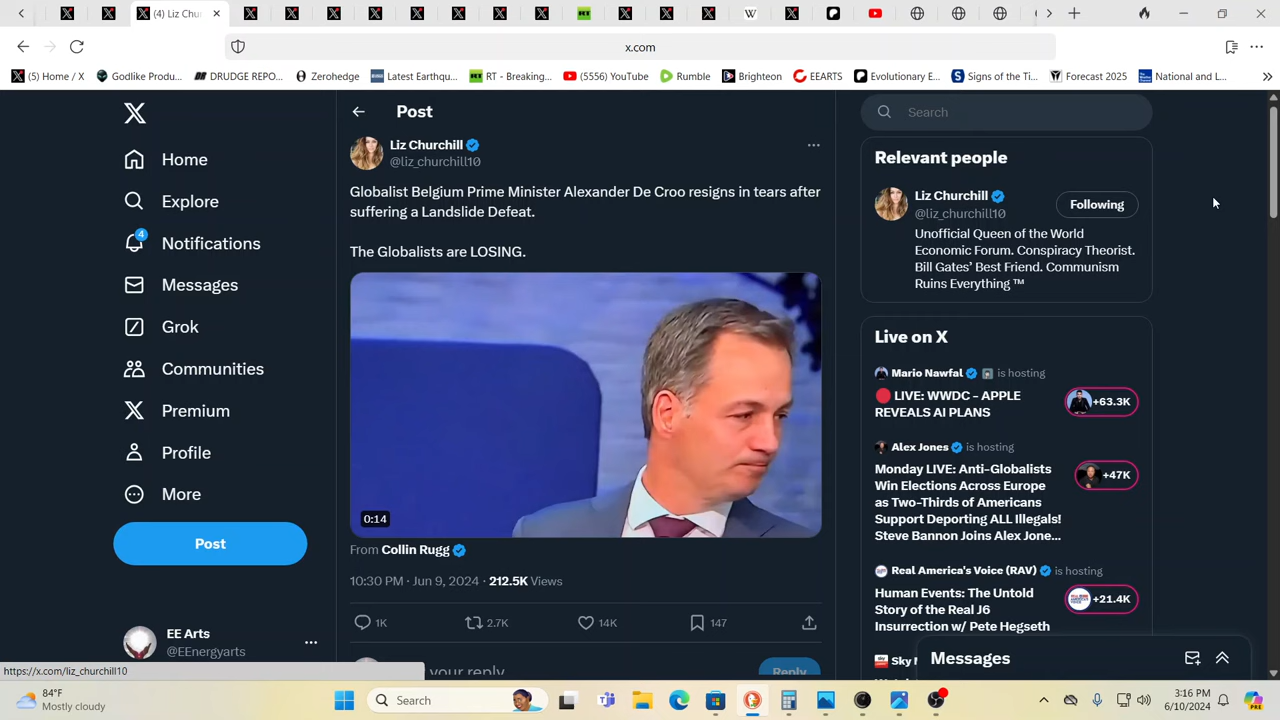 (4) Liz Chu
x.com
(5) Home / X
Godlike Produ...
DRUDGE REPO...
Zerohedge
Latest Earthqu...
RT - Breaking...
(5556) YouTube
Rumble
Brighteon
EEARTS
Evolutionary E...
Signs of the Ti...
Forecast 2025
National and L...
Home
Explore
4
Notifications
Messages
Grok
Communities
Premium
Profile
More
Post
EE Arts
@EEnergyarts
https://x.com/liz_churchill10
Post
Liz Churchill
@liz_churchill10
Globalist Belgium Prime Minister Alexander De Croo resigns in tears after
suffering a Landslide Defeat.
The Globalists are LOSING.
0:14
From Collin Rugg
10:30 PM · Jun 9, 2024 · 212.5K Views
1K
2.7K
14K
147
your reply
Reply
Search
Relevant people
Liz Churchill
@liz_churchill10
Following
Unofficial Queen of the World
Economic Forum. Conspiracy Theorist.
Bill Gates' Best Friend. Communism
Ruins Everything ™
Live on X
Mario Nawfal is hosting
LIVE: WWDC - APPLE
REVEALS AI PLANS
+63.3K
Alex Jones is hosting
Monday LIVE: Anti-Globalists
Win Elections Across Europe
as Two-Thirds of Americans
Support Deporting ALL Illegals!
Steve Bannon Joins Alex Jone...
+47K
Real America's Voice (RAV) is hosting
Human Events: The Untold
Story of the Real J6
Insurrection w/ Pete Hegseth
+21.4K
Sky
Messages
84°F
Mostly cloudy
Search
3:16 PM
6/10/2024